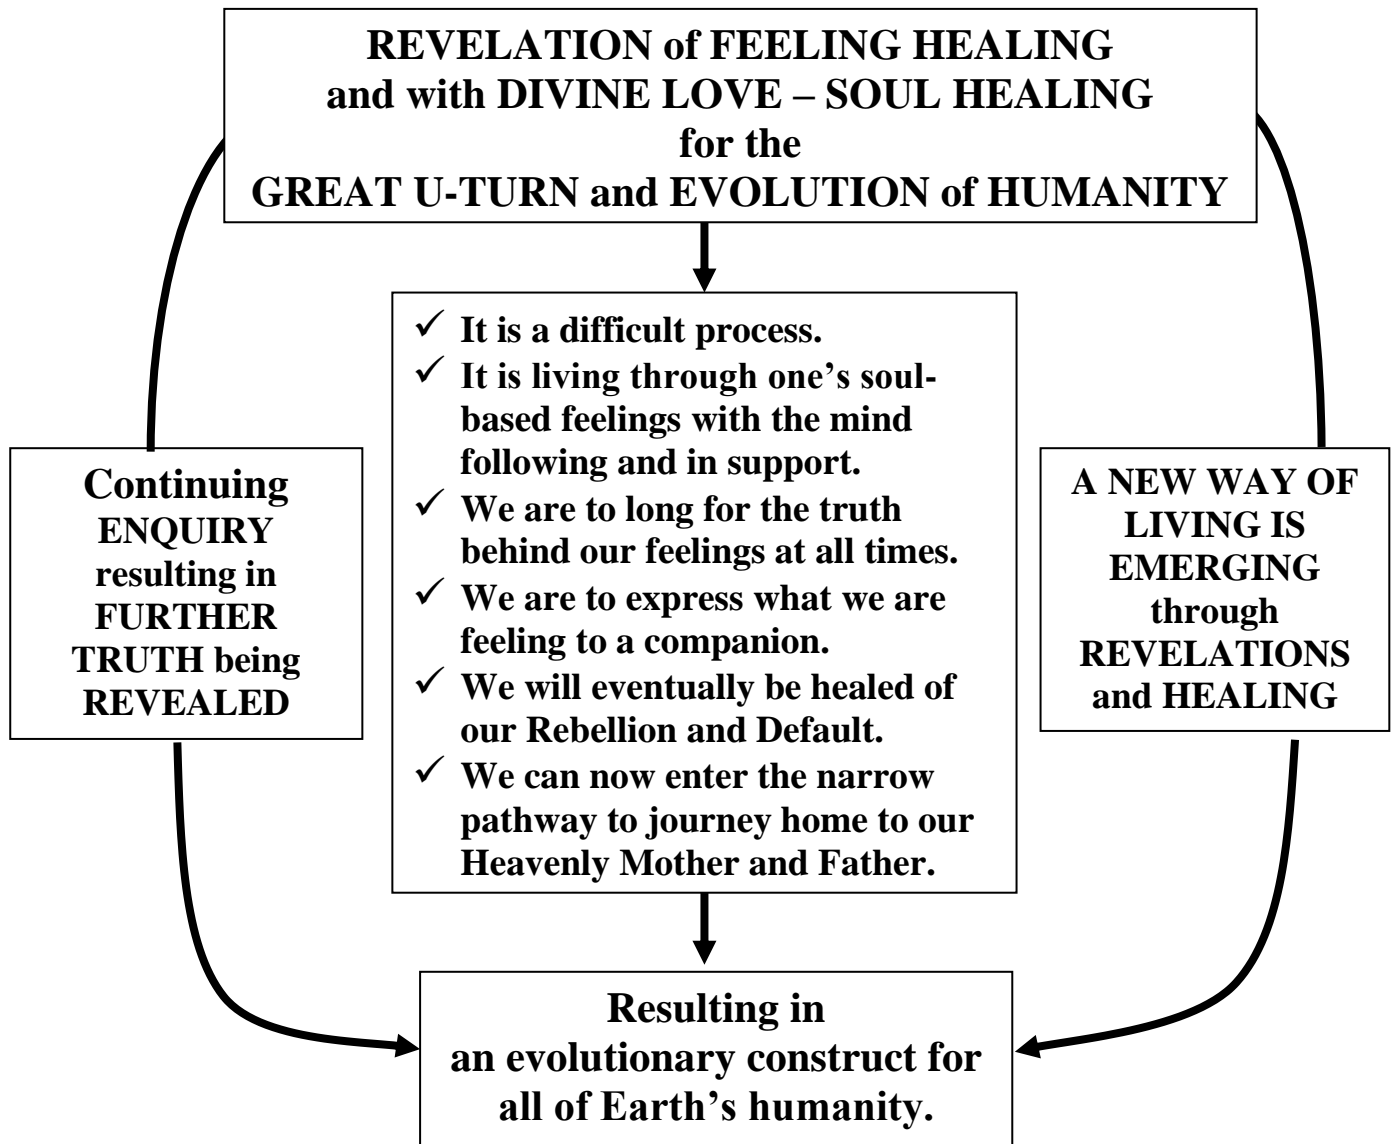 REVELATION of FEELING HEALING
and with DIVINE LOVE – SOUL HEALING
for the
GREAT U-TURN and EVOLUTION of HUMANITY
✓ It is a difficult process.
✓ It is living through one’s soul-
based feelings with the mind
following and in support.
✓ We are to long for the truth
behind our feelings at all times.
✓ We are to express what we are
feeling to a companion.
✓ We will eventually be healed of
our Rebellion and Default.
✓ We can now enter the narrow
pathway to journey home to our
Heavenly Mother and Father.
Continuing
ENQUIRY
resulting in
FURTHER
TRUTH being
REVEALED
A NEW WAY OF
LIVING IS
EMERGING
through
REVELATIONS
and HEALING
Resulting in
an evolutionary construct for
all of Earth’s humanity.